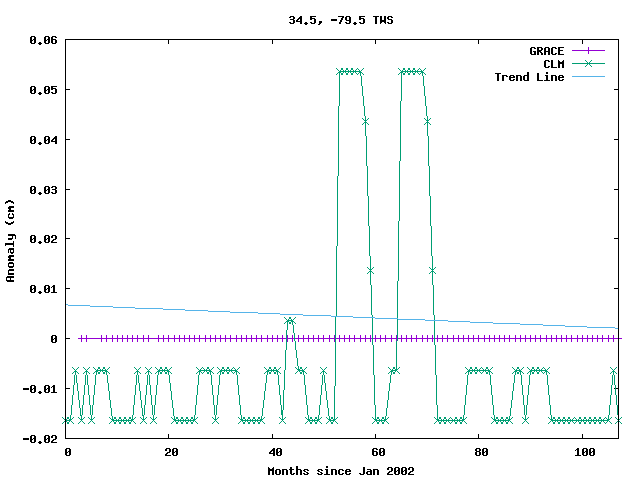 34.5, -79.5 TWS
0.06
0.05
0.04
0.03
0.02
0.01
0
-0.01
-0.02
Anomaly (cm)
GRACE
CLM
Trend Line
0 20 40 60 80 100
Months since Jan 2002